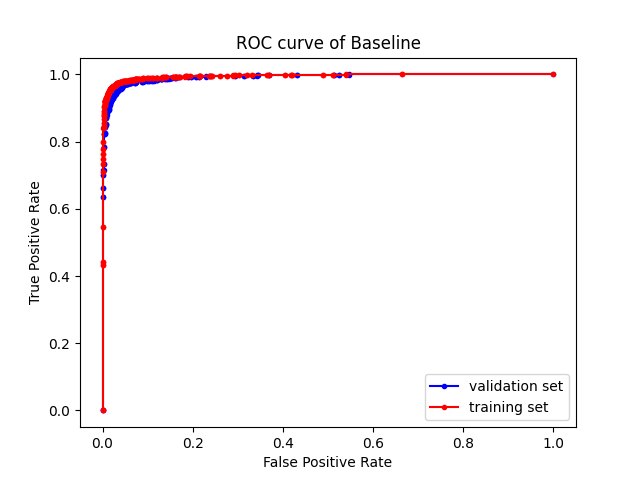 ROC curve of Baseline
1.0
0.8
0.6
0.4
0.2
0.0
True Positive Rate
0.0 0.2 0.4 0.6 0.8 1.0
False Positive Rate
validation set
training set